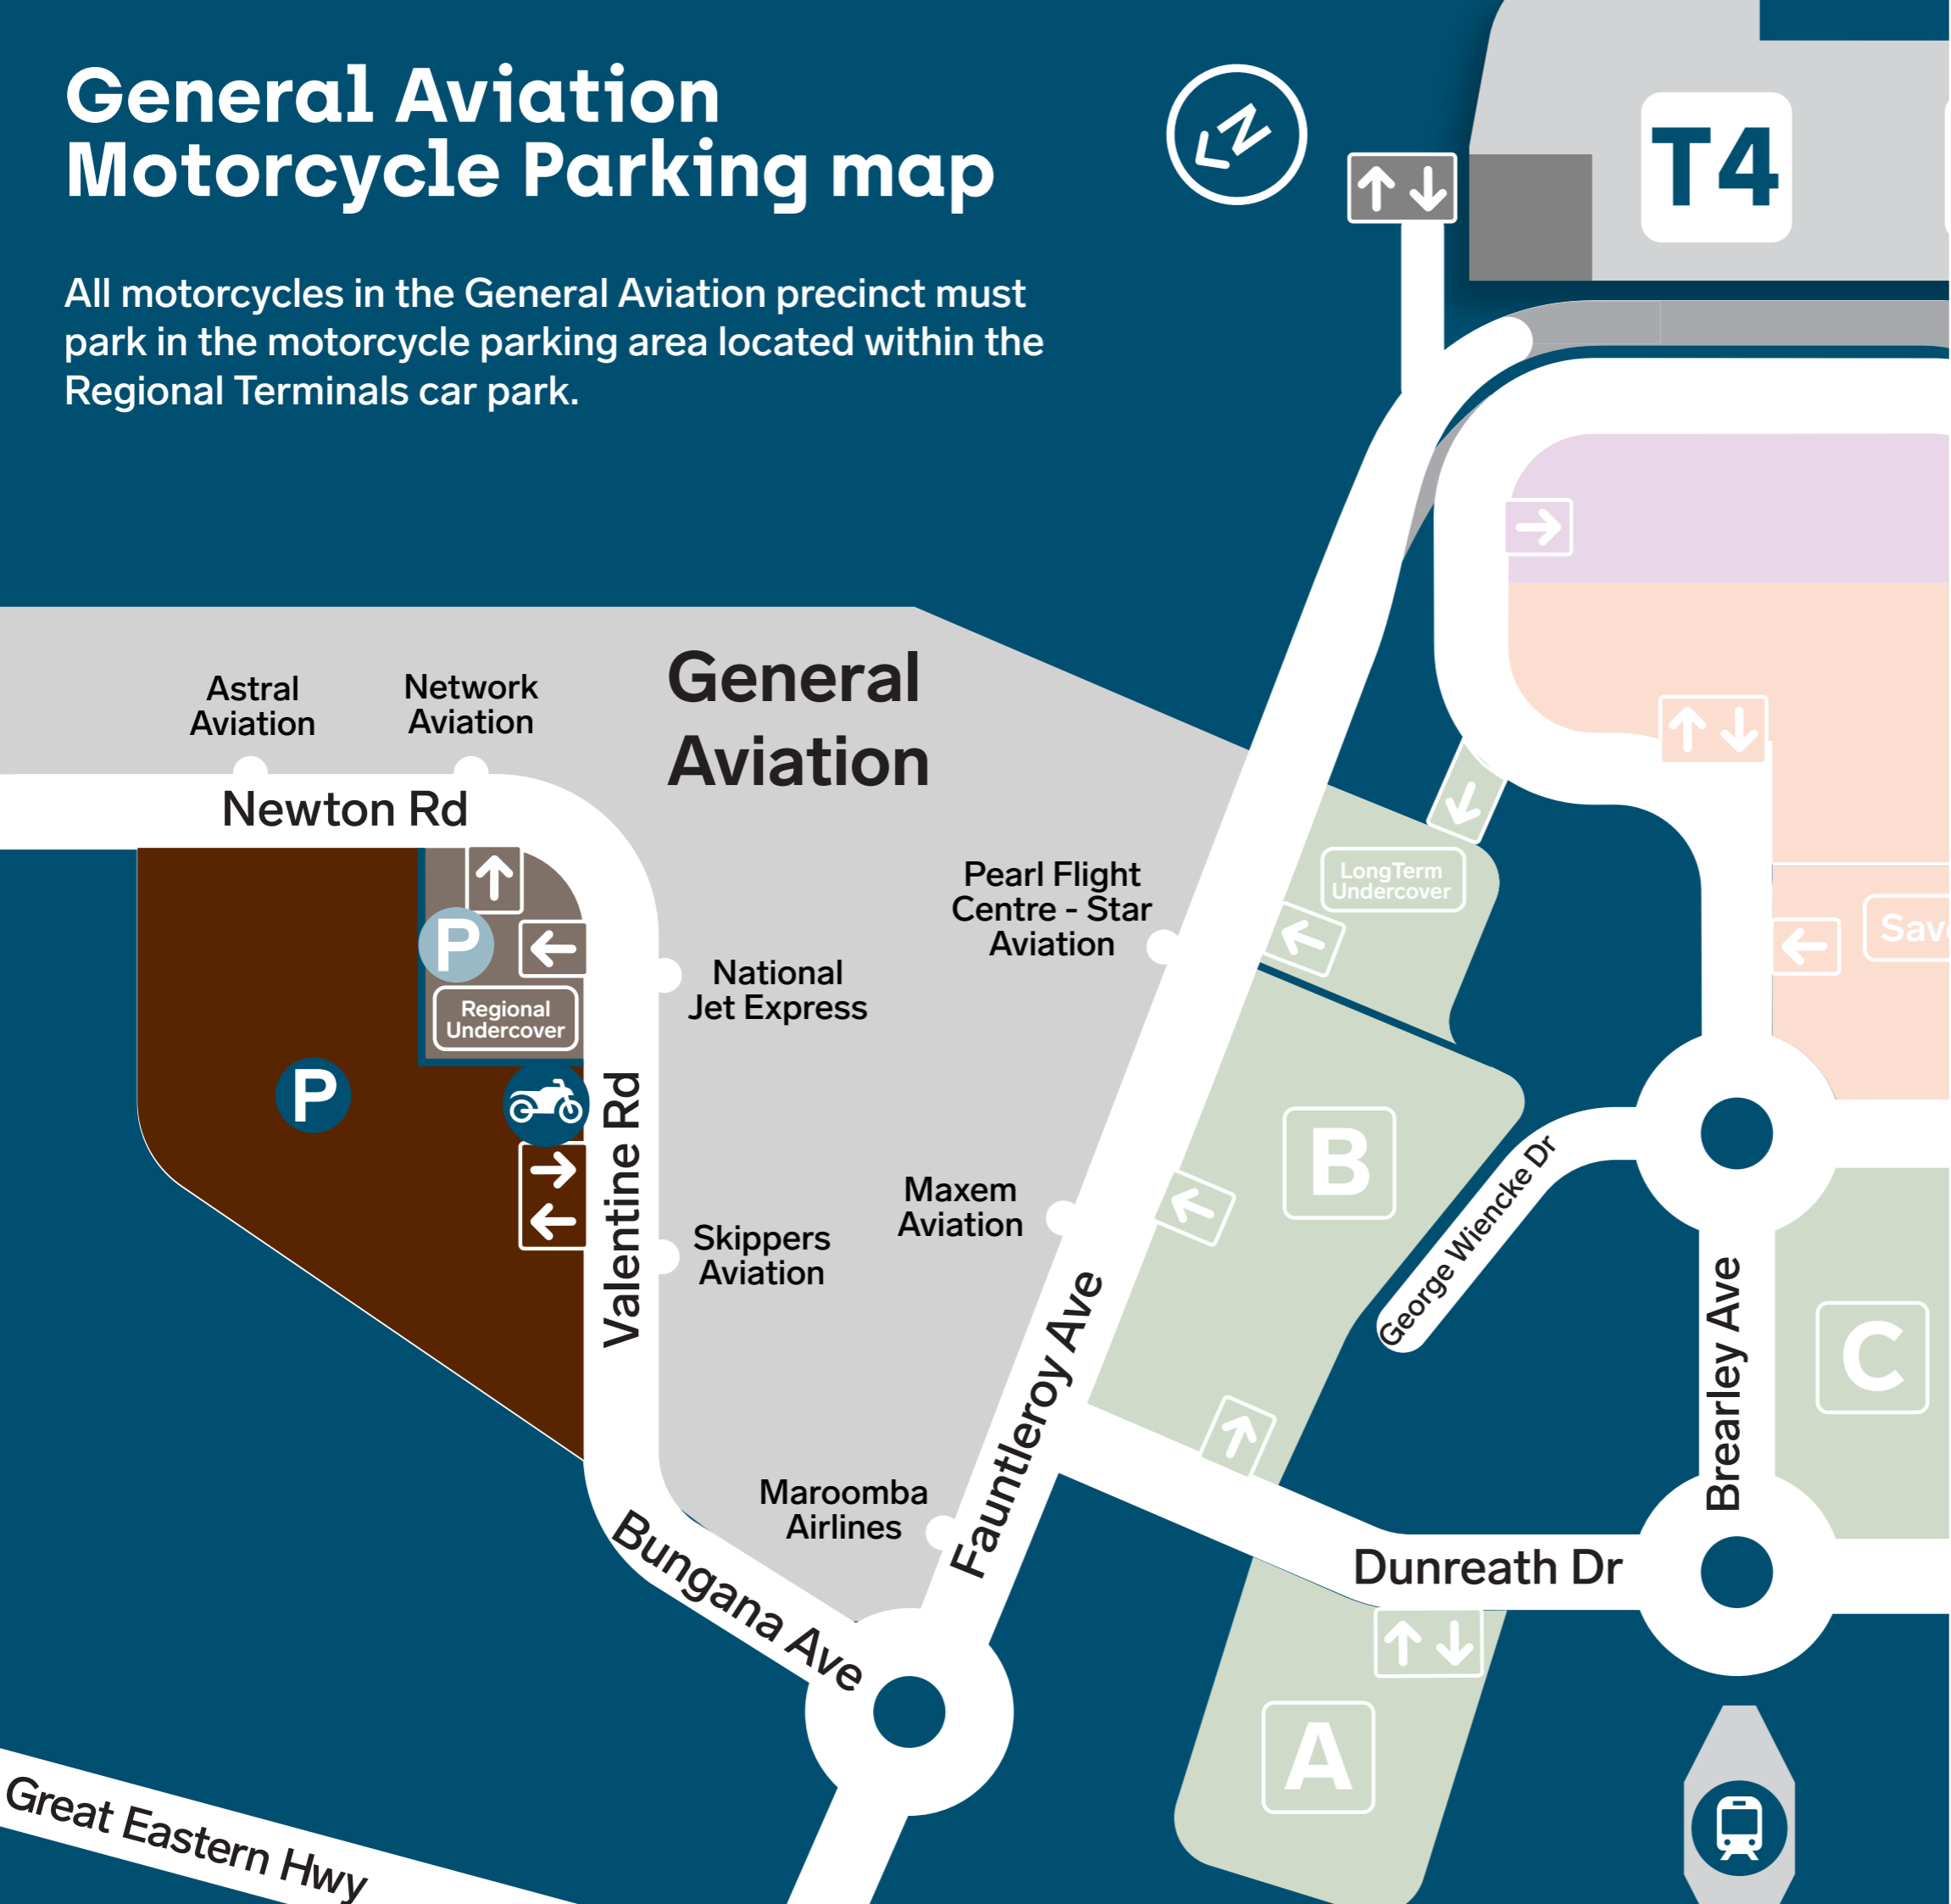 General Aviation
Motorcycle Parking map
N
T4
All motorcycles in the General Aviation precinct must
park in the motorcycle parking area located within the
Regional Terminals car park.
General
Aviation
Astral
Aviation
Network
Aviation
Newton Rd
P
Regional
Undercover
P
National
Jet Express
Valentine Rd
Skippers
Aviation
Pearl Flight
Centre - Star
Aviation
LongTerm
Undercover
Maxem
Aviation
B
George Wiencke Dr
Brearley Ave
C
Maroomba
Airlines
Fauntleroy Ave
Bungana Ave
Dunreath Dr
A
Great Eastern Hwy